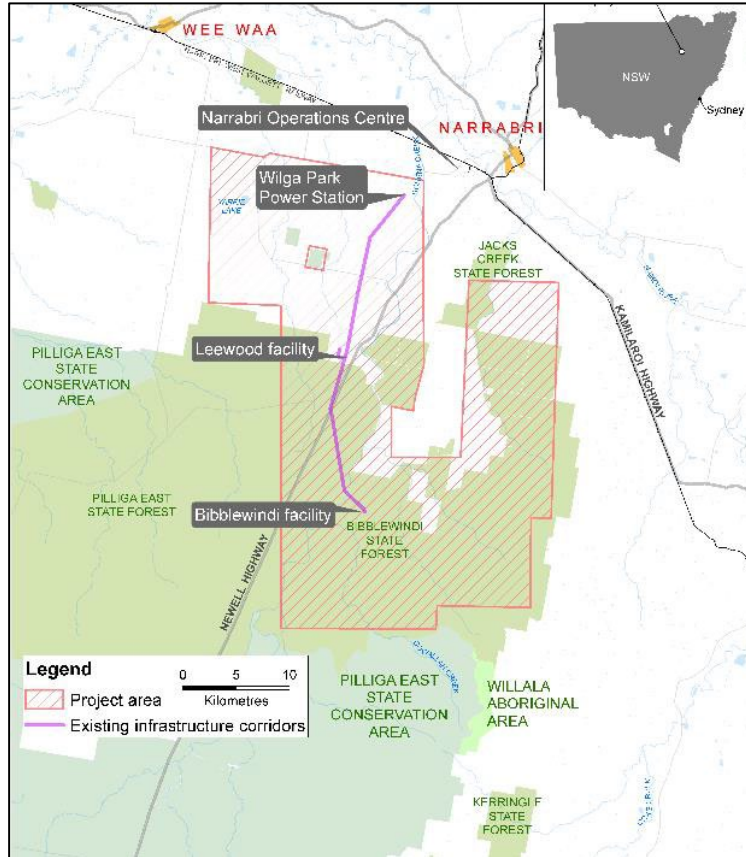 WEE WAA
NSW
Sydney
Narrabri Operations Centre
NARRABRI
Wilga Park
Power Station
YARRIE
LAKE
JACKS
CREEK
STATE FOREST
KAMILAROI HIGHWAY
PILLIGA EAST
STATE
CONSERVATION
AREA
Leewood facility
PILLIGA EAST
STATE FOREST
Bibblewindi facility
BIBBLEWINDI
STATE
FOREST
NEWELL HIGHWAY
Legend
Project area
Existing infrastructure corridors
0 5 10
Kilometres
PILLIGA EAST
STATE
CONSERVATION
AREA
WILLALA
ABORIGINAL
AREA
KERRINGLE
STATE
FOREST